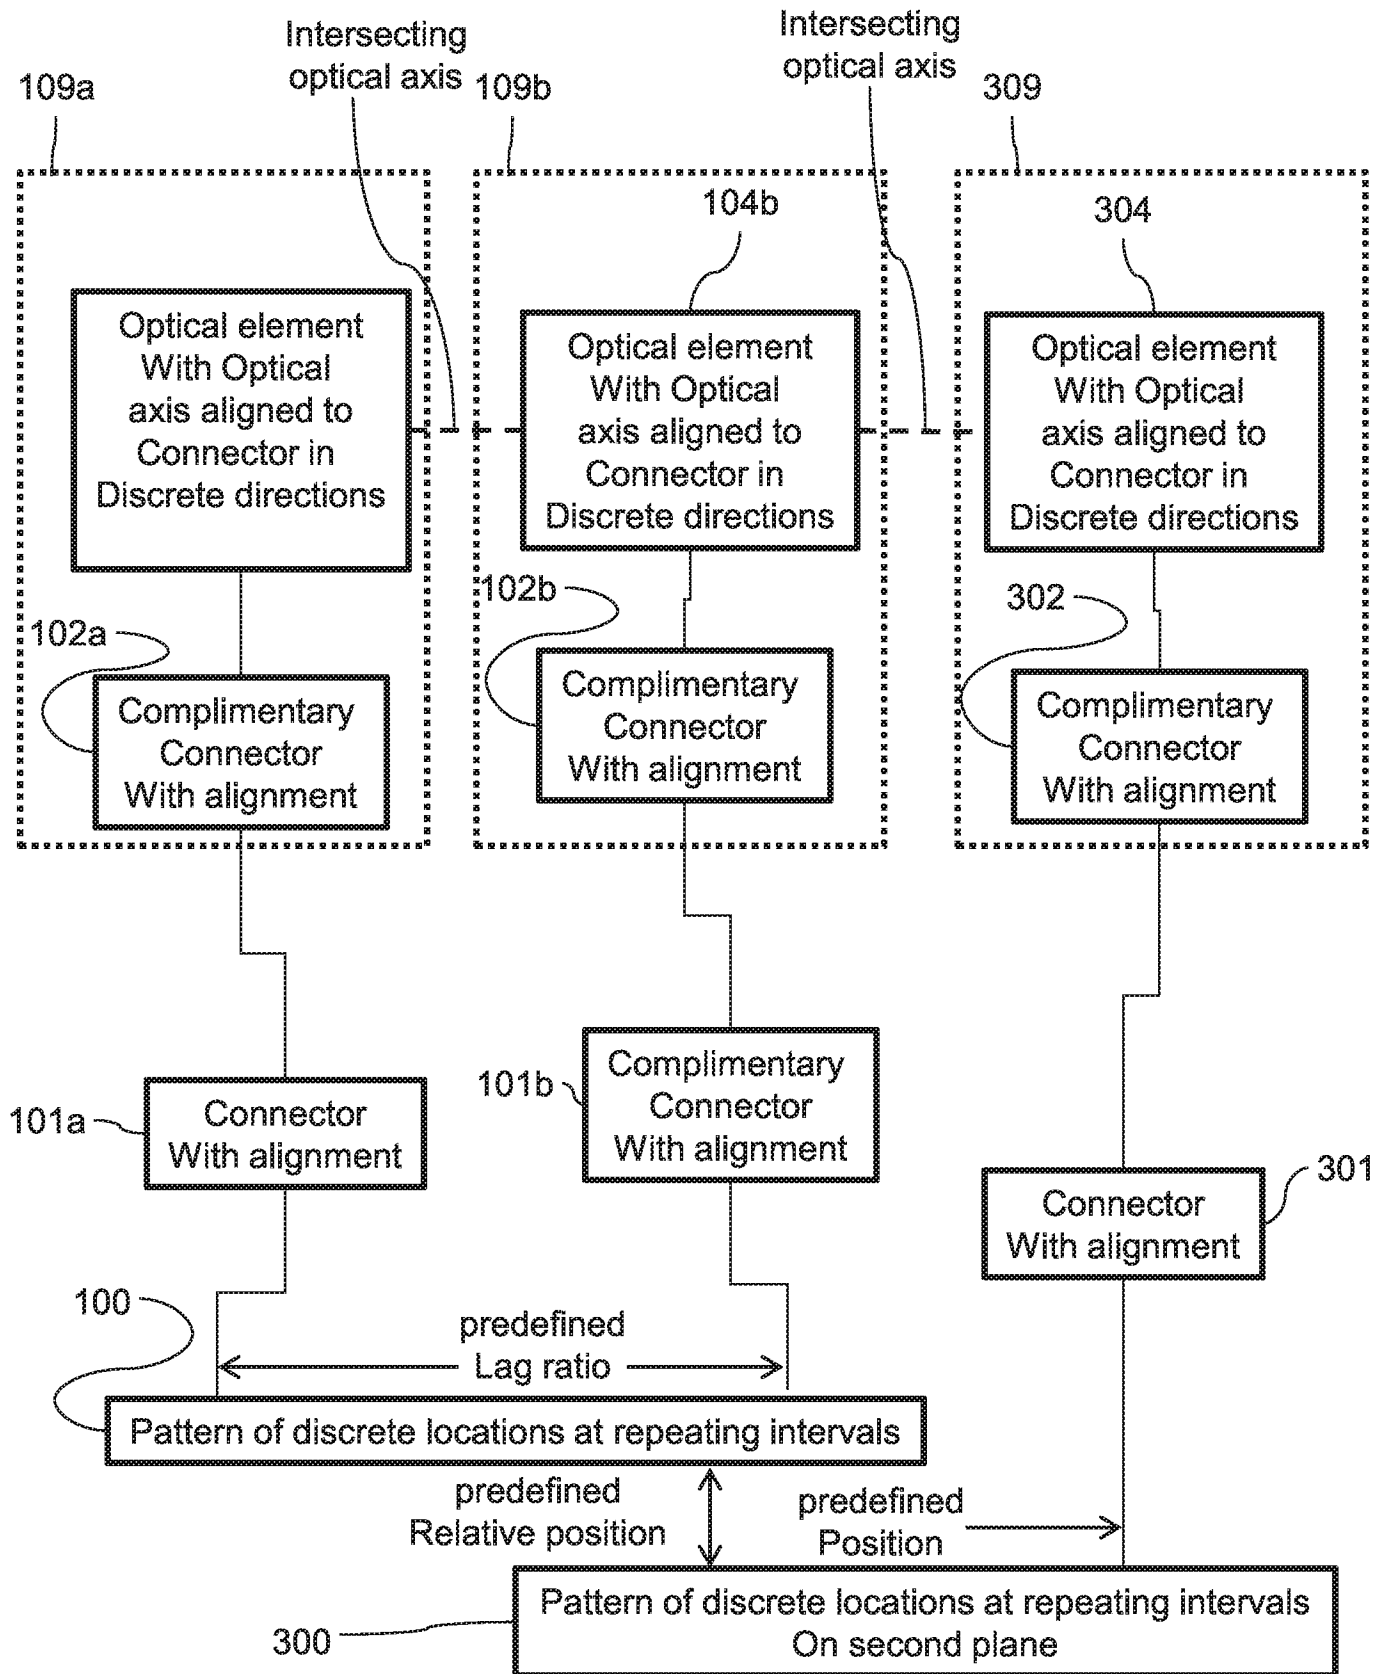 Intersecting
optical axis
Intersecting
optical axis
109a
109b
309
104b
304
Optical element
With Optical
axis aligned to
Connector in
Discrete directions
Optical element
With Optical
axis aligned to
Connector in
Discrete directions
Optical element
With Optical
axis aligned to
Connector in
Discrete directions
102a
102b
302
Complimentary
Connector
With alignment
Complimentary
Connector
With alignment
Complimentary
Connector
With alignment
101a
Connector
With alignment
101b
Complimentary
Connector
With alignment
301
Connector
With alignment
100
predefined
Lag ratio
Pattern of discrete locations at repeating intervals
predefined
Relative position
predefined
Position
300
Pattern of discrete locations at repeating intervals
On second plane